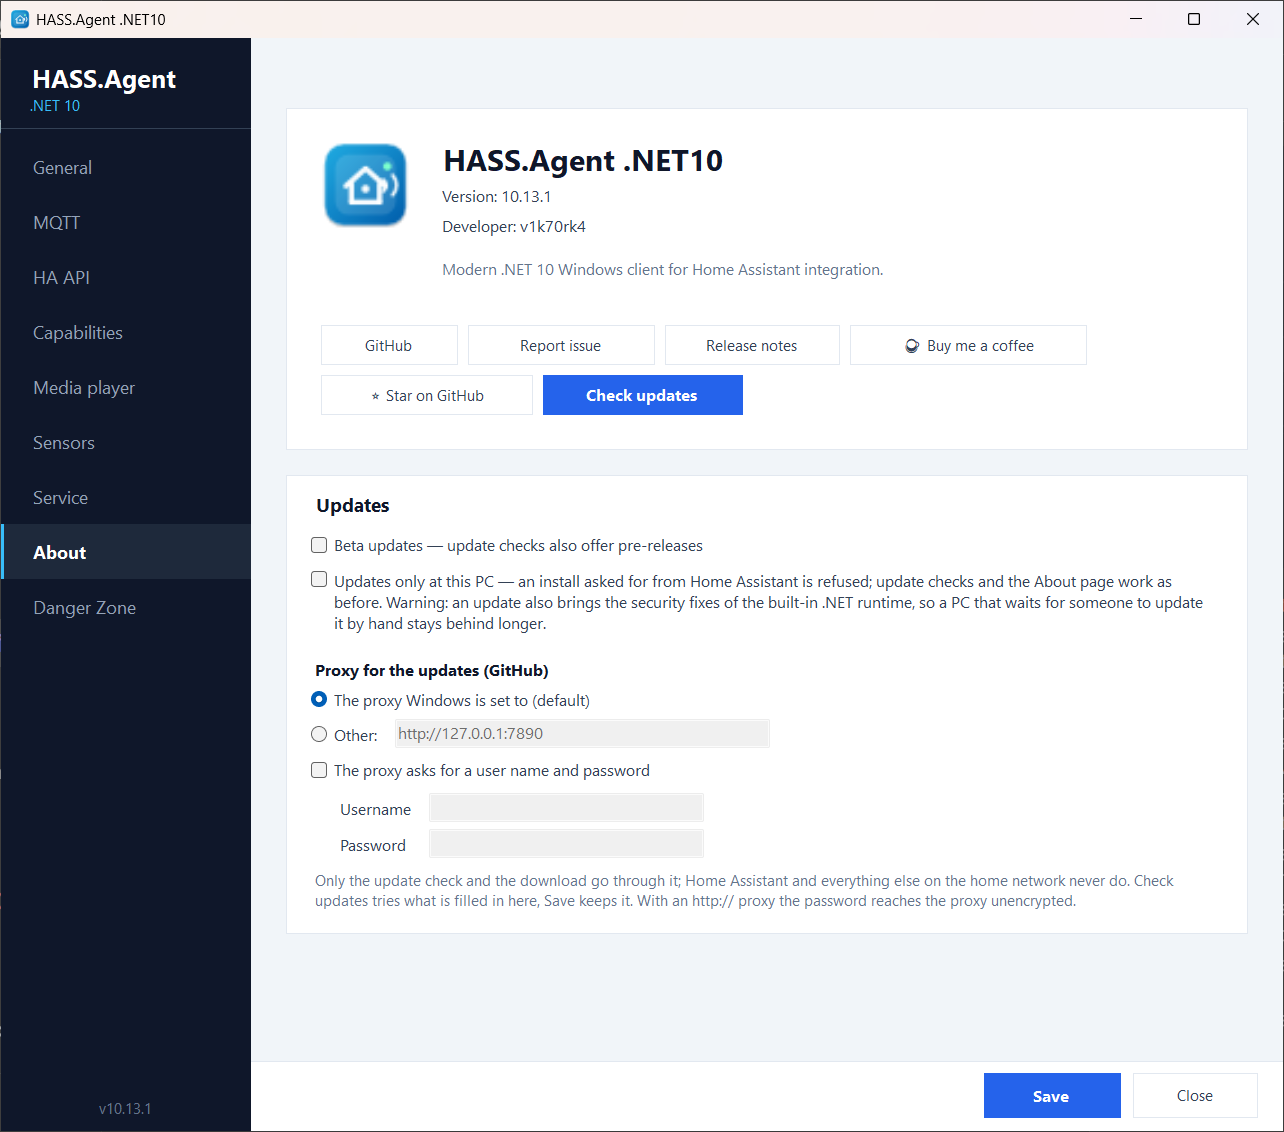 HASS.Agent .NET10
HASS.Agent
.NET 10
General
MQTT
HA API
Capabilities
Media player
Sensors
Service
About
Danger Zone
v10.13.1
HASS.Agent .NET10
Version: 10.13.1
Developer: v1k70rk4
Modern .NET 10 Windows client for Home Assistant integration.
GitHub
Report issue
Release notes
Buy me a coffee
⭐ Star on GitHub
Check updates
Updates
Beta updates — update checks also offer pre-releases
Updates only at this PC — an install asked for from Home Assistant is refused; update checks and the About page work as
before. Warning: an update also brings the security fixes of the built-in .NET runtime, so a PC that waits for someone to update
it by hand stays behind longer.
Proxy for the updates (GitHub)
The proxy Windows is set to (default)
Other:
http://127.0.0.1:7890
The proxy asks for a user name and password
Username
Password
Only the update check and the download go through it; Home Assistant and everything else on the home network never do. Check
updates tries what is filled in here, Save keeps it. With an http:// proxy the password reaches the proxy unencrypted.
Save
Close